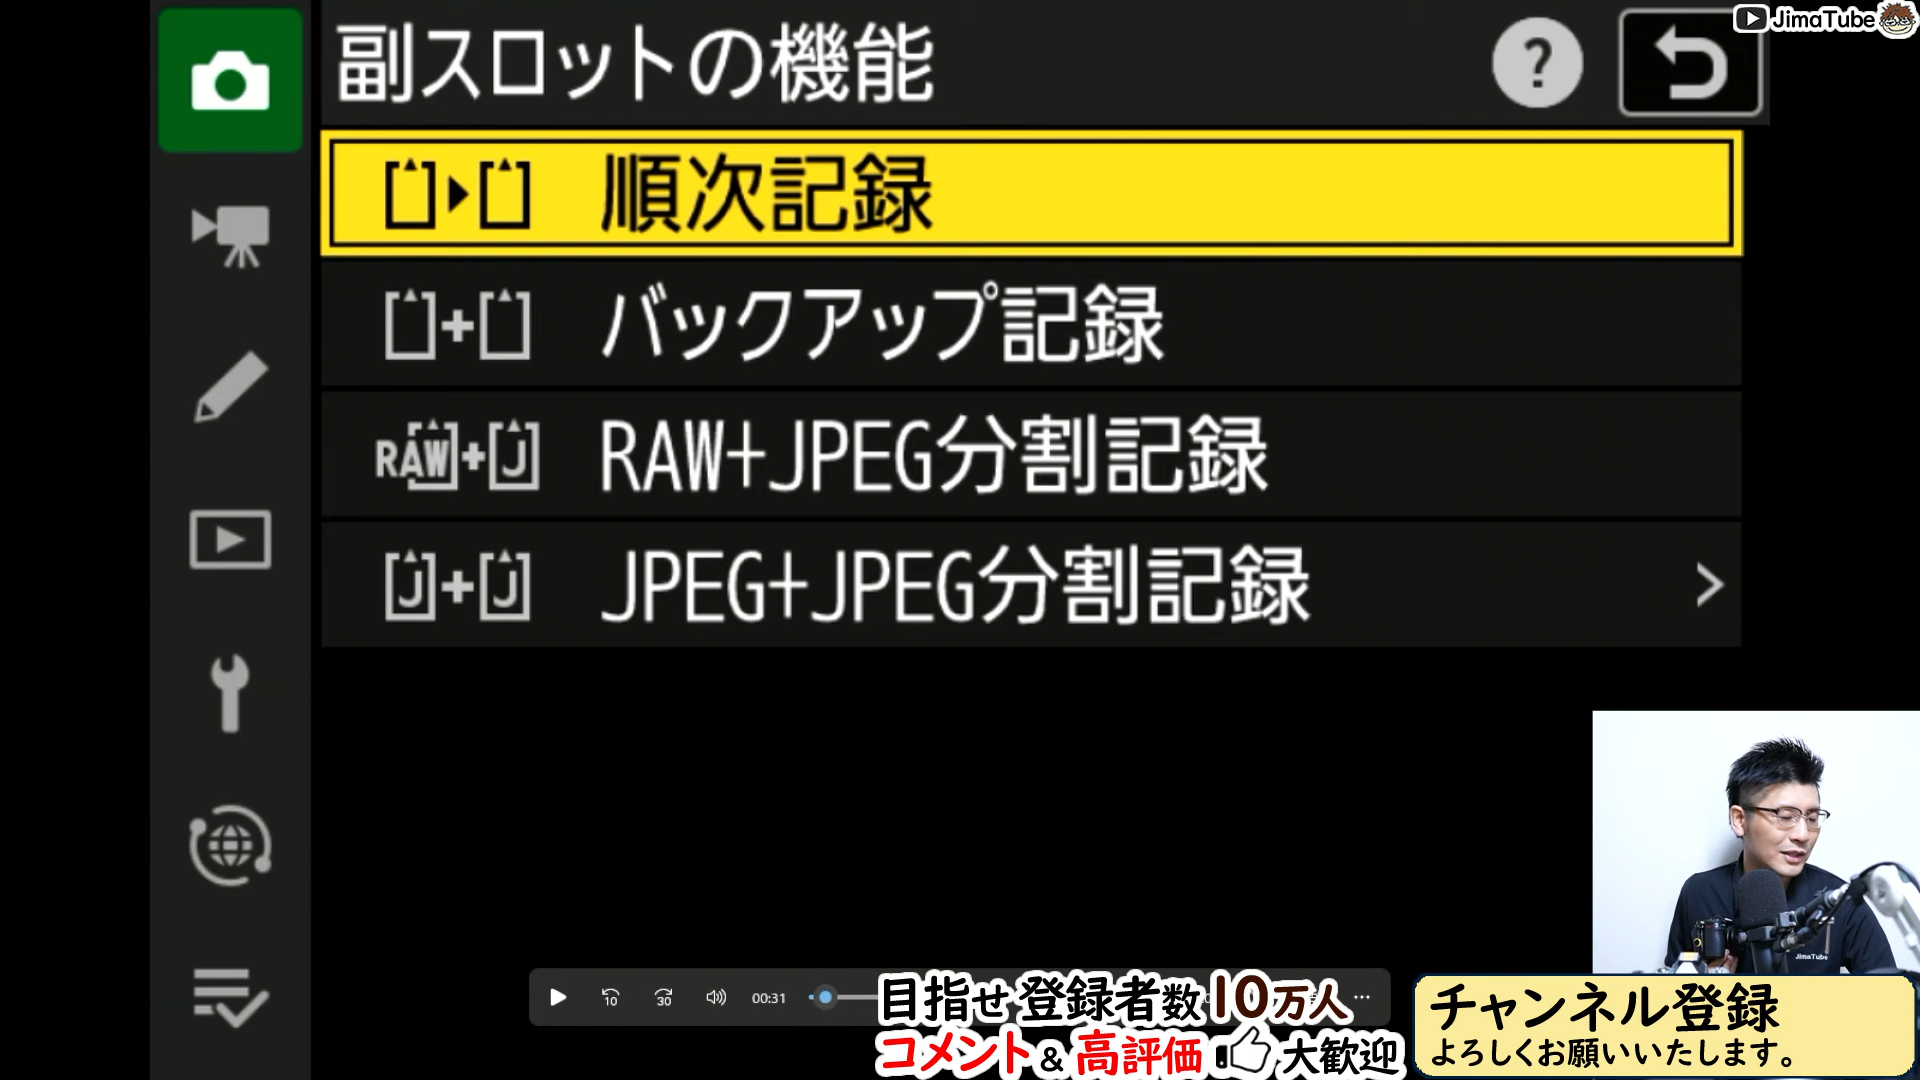 副スロットの機能
?
JimaTube
順次記録
バックアップ記録
RAW+J
RAW+JPEG分割記録
J+J
JPEG+JPEG分割記録
JimaTube
10
30
00:31
目指せ 登録者数 10万人
コメント & 高評価 大歓迎
チャンネル登録
よろしくお願いいたします。